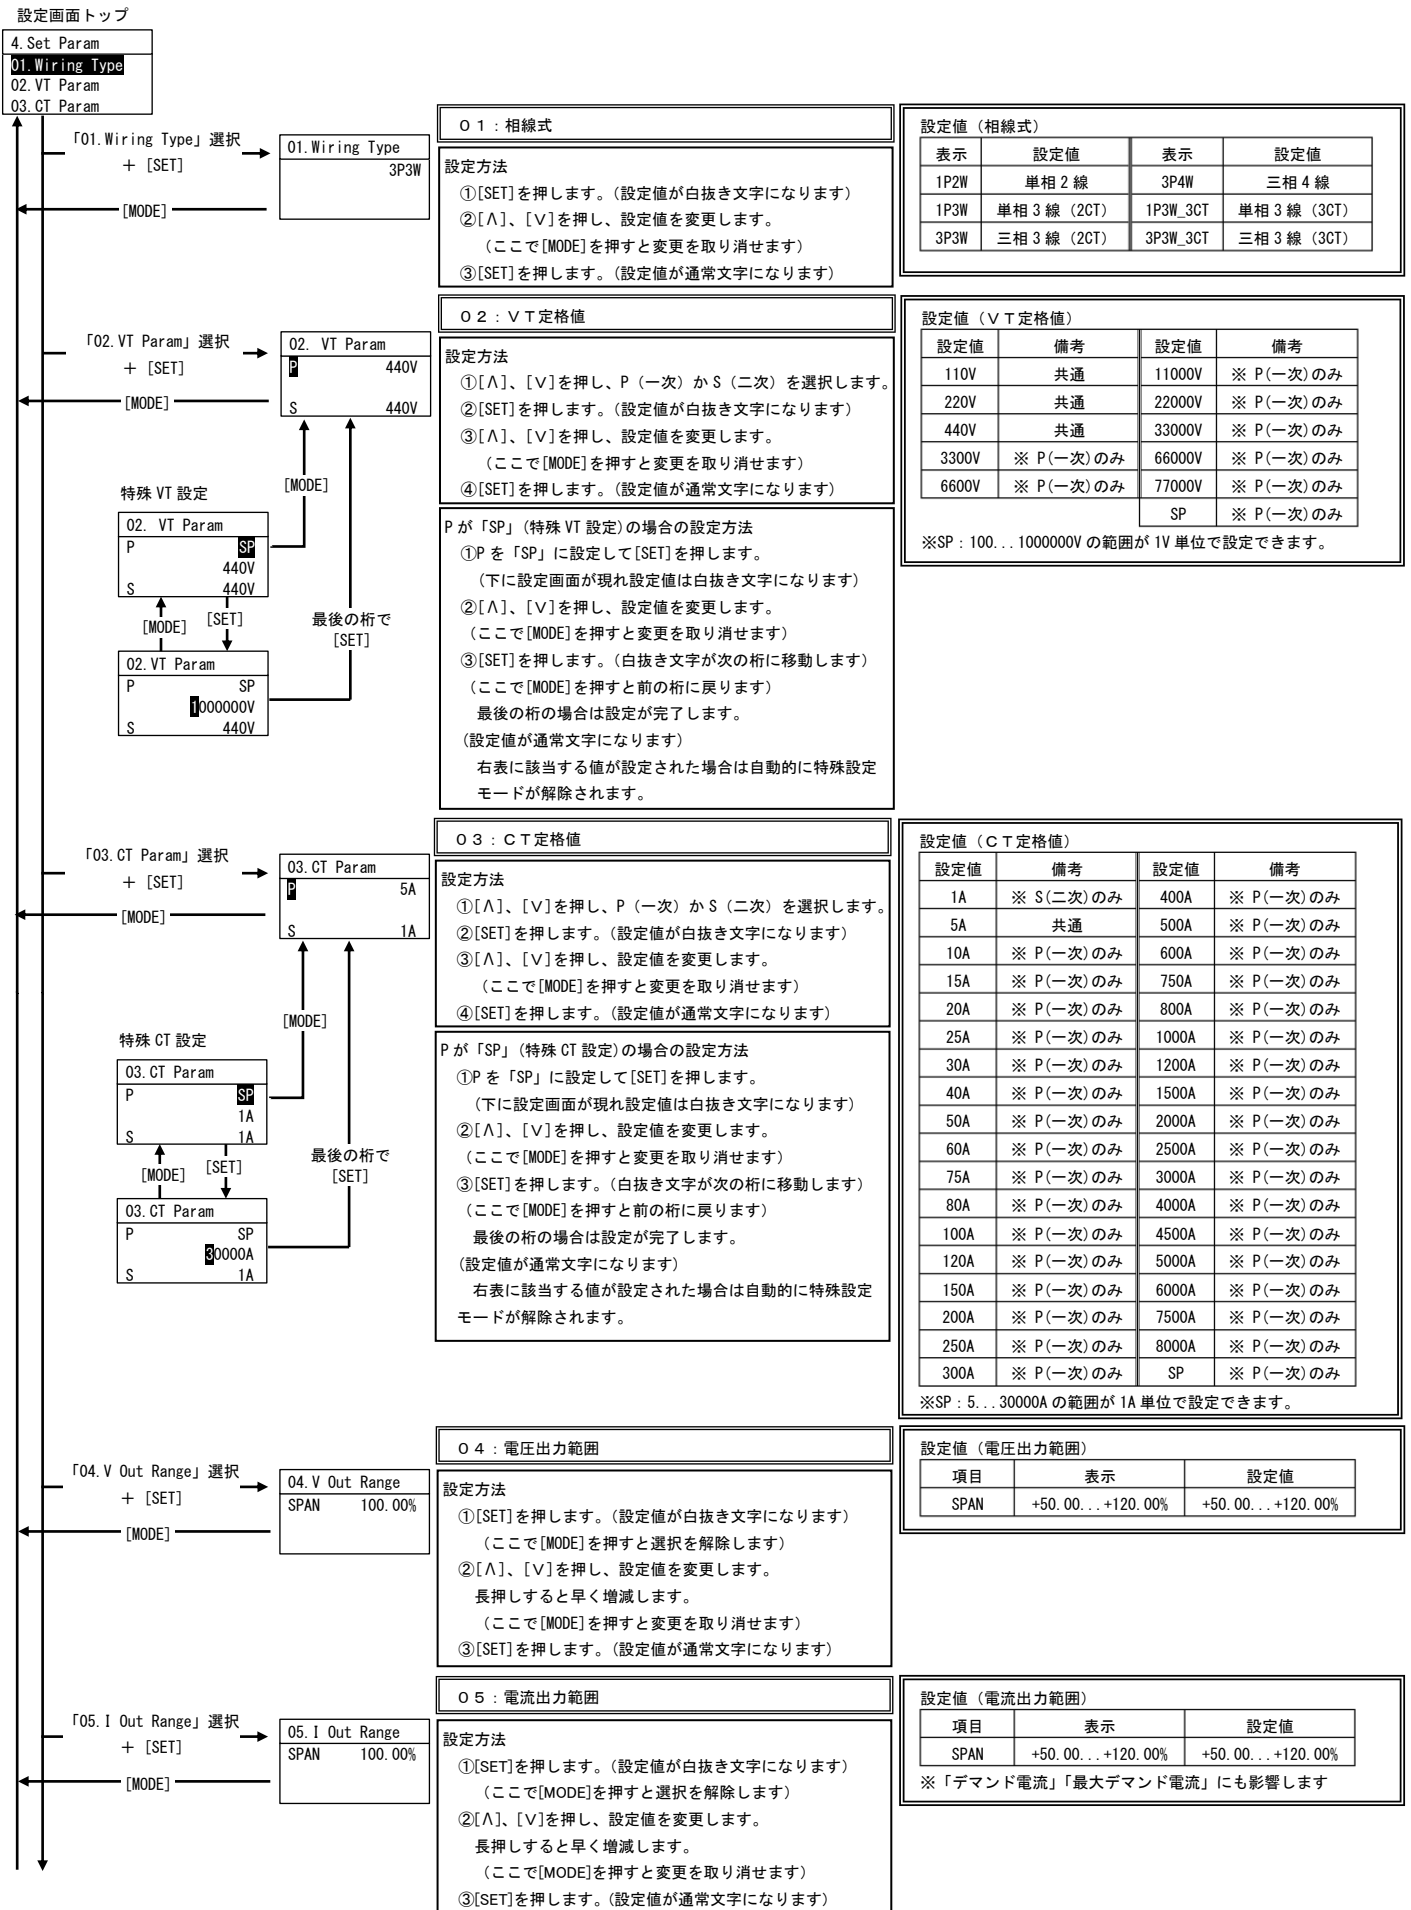 設定画面トップ
4.Set Param
01.Wiring Type
02.VT Param
03.CT Param
「01.Wiring Type」選択
＋ [SET]
[MODE]
01.Wiring Type
3P3W
０１：相線式
設定方法
①[SET]を押します。(設定値が白抜き文字になります)
②[Λ]、[Ｖ]を押し、設定値を変更します。
（ここで[MODE]を押すと変更を取り消せます）
③[SET]を押します。(設定値が通常文字になります)
設定値（相線式）
表示 設定値 表示 設定値
1P2W 単相２線 3P4W 三相４線
1P3W 単相３線（2CT） 1P3W_3CT 単相３線（3CT）
3P3W 三相３線（2CT） 3P3W_3CT 三相３線（3CT）
「02.VT Param」選択
＋ [SET]
[MODE]
02. VT Param
P 440V
S 440V
[MODE]
特殊 VT 設定
02. VT Param
P SP
440V
S 440V
[MODE] [SET]
最後の桁で
[SET]
02.VT Param
P SP
1000000V
S 440V
０２：ＶＴ定格値
設定方法
①[Λ]、[Ｖ]を押し、P（一次）か S（二次）を選択します。
②[SET]を押します。(設定値が白抜き文字になります)
③[Λ]、[Ｖ]を押し、設定値を変更します。
（ここで[MODE]を押すと変更を取り消せます）
④[SET]を押します。(設定値が通常文字になります)
P が「SP」(特殊 VT 設定)の場合の設定方法
①P を「SP」に設定して[SET]を押します。
（下に設定画面が現れ設定値は白抜き文字になります）
②[Λ]、[Ｖ]を押し、設定値を変更します。
（ここで[MODE]を押すと変更を取り消せます）
③[SET]を押します。(白抜き文字が次の桁に移動します)
（ここで[MODE]を押すと前の桁に戻ります）
最後の桁の場合は設定が完了します。
(設定値が通常文字になります)
右表に該当する値が設定された場合は自動的に特殊設定
モードが解除されます。
設定値（ＶＴ定格値）
設定値 備考 設定値 備考
110V 共通 11000V ※ P(一次)のみ
220V 共通 22000V ※ P(一次)のみ
440V 共通 33000V ※ P(一次)のみ
3300V ※ P(一次)のみ 66000V ※ P(一次)のみ
6600V ※ P(一次)のみ 77000V ※ P(一次)のみ
SP ※ P(一次)のみ
※SP：100...1000000V の範囲が 1V 単位で設定できます。
「03.CT Param」選択
＋ [SET]
[MODE]
03.CT Param
P 5A
S 1A
[MODE]
特殊 CT 設定
03.CT Param
P SP
1A
S 1A
[MODE] [SET]
最後の桁で
[SET]
03.CT Param
P SP
30000A
S 1A
０３：ＣＴ定格値
設定方法
①[Λ]、[Ｖ]を押し、P（一次）か S（二次）を選択します。
②[SET]を押します。(設定値が白抜き文字になります)
③[Λ]、[Ｖ]を押し、設定値を変更します。
（ここで[MODE]を押すと変更を取り消せます）
④[SET]を押します。(設定値が通常文字になります)
P が「SP」(特殊 CT 設定)の場合の設定方法
①P を「SP」に設定して[SET]を押します。
（下に設定画面が現れ設定値は白抜き文字になります）
②[Λ]、[Ｖ]を押し、設定値を変更します。
（ここで[MODE]を押すと変更を取り消せます）
③[SET]を押します。(白抜き文字が次の桁に移動します)
（ここで[MODE]を押すと前の桁に戻ります）
最後の桁の場合は設定が完了します。
(設定値が通常文字になります)
右表に該当する値が設定された場合は自動的に特殊設定
モードが解除されます。
設定値（ＣＴ定格値）
設定値 備考 設定値 備考
1A ※ S(二次)のみ 400A ※ P(一次)のみ
5A 共通 500A ※ P(一次)のみ
10A ※ P(一次)のみ 600A ※ P(一次)のみ
15A ※ P(一次)のみ 750A ※ P(一次)のみ
20A ※ P(一次)のみ 800A ※ P(一次)のみ
25A ※ P(一次)のみ 1000A ※ P(一次)のみ
30A ※ P(一次)のみ 1200A ※ P(一次)のみ
40A ※ P(一次)のみ 1500A ※ P(一次)のみ
50A ※ P(一次)のみ 2000A ※ P(一次)のみ
60A ※ P(一次)のみ 2500A ※ P(一次)のみ
75A ※ P(一次)のみ 3000A ※ P(一次)のみ
80A ※ P(一次)のみ 4000A ※ P(一次)のみ
100A ※ P(一次)のみ 4500A ※ P(一次)のみ
120A ※ P(一次)のみ 5000A ※ P(一次)のみ
150A ※ P(一次)のみ 6000A ※ P(一次)のみ
200A ※ P(一次)のみ 7500A ※ P(一次)のみ
250A ※ P(一次)のみ 8000A ※ P(一次)のみ
300A ※ P(一次)のみ SP ※ P(一次)のみ
※SP：5...30000A の範囲が 1A 単位で設定できます。
「04.V Out Range」選択
＋ [SET]
[MODE]
04.V Out Range
SPAN 100.00%
０４：電圧出力範囲
設定方法
①[SET]を押します。(設定値が白抜き文字になります)
（ここで[MODE]を押すと選択を解除します）
②[Λ]、[Ｖ]を押し、設定値を変更します。
長押しすると早く増減します。
（ここで[MODE]を押すと変更を取り消せます）
③[SET]を押します。(設定値が通常文字になります)
設定値（電圧出力範囲）
項目 表示 設定値
SPAN +50.00...+120.00% +50.00...+120.00%
「05.I Out Range」選択
＋ [SET]
[MODE]
05.I Out Range
SPAN 100.00%
０５：電流出力範囲
設定方法
①[SET]を押します。(設定値が白抜き文字になります)
（ここで[MODE]を押すと選択を解除します）
②[Λ]、[Ｖ]を押し、設定値を変更します。
長押しすると早く増減します。
（ここで[MODE]を押すと変更を取り消せます）
③[SET]を押します。(設定値が通常文字になります)
設定値（電流出力範囲）
項目 表示 設定値
SPAN +50.00...+120.00% +50.00...+120.00%
※「デマンド電流」「最大デマンド電流」にも影響します